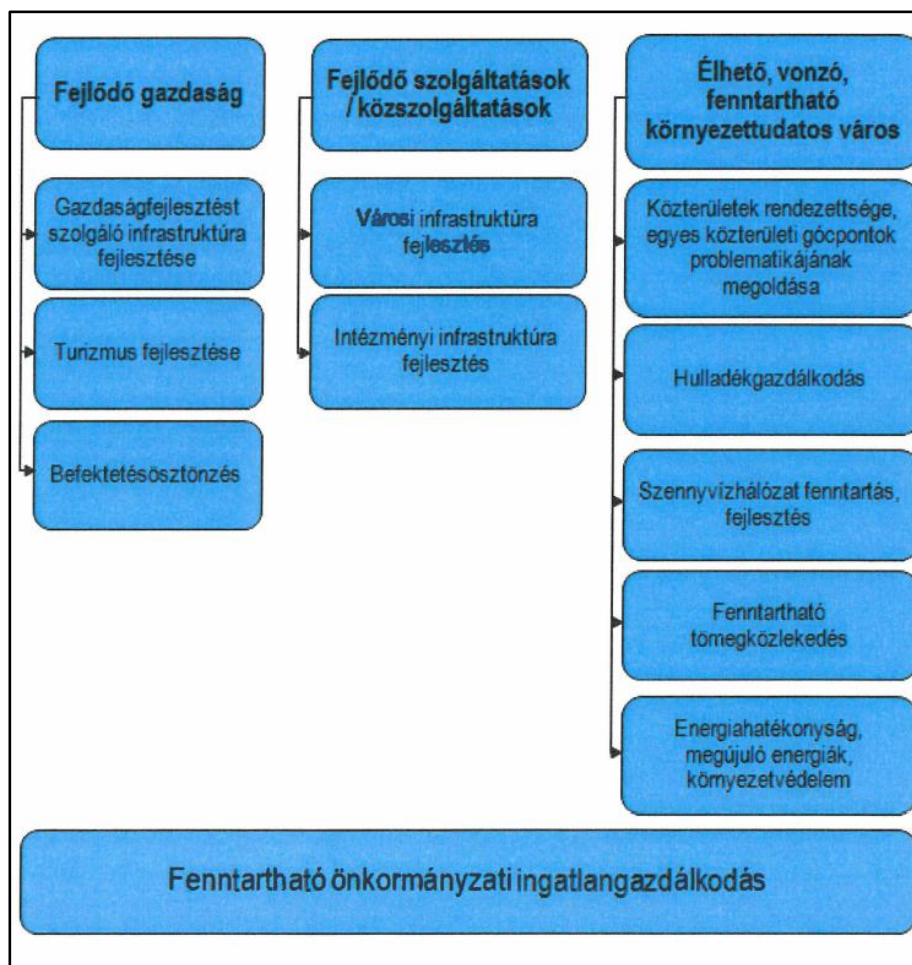 Fejlődő gazdaság
Gazdaságfejlesztést
szolgáló infrastruktúra
fejlesztése
Turizmus fejlesztése
Befektetésösztönzés
Fejlődő szolgáltatások
/ közszolgáltatások
Városi infrastruktúra
fejlesztés
Intézményi infrastruktúra
fejlesztés
Élhető, vonzó,
fenntartható
környezettudatos város
Közterületek rendezettsége,
egyes közterületi gócpontok
problematikájának
megoldása
Hulladékgazdálkodás
Szennyvízhálózat fenntartás,
fejlesztés
Fenntartható
tömegközlekedés
Energiahatékonyság,
megújuló energiák,
környezetvédelem
Fenntartható önkormányzati ingatlangazdálkodás